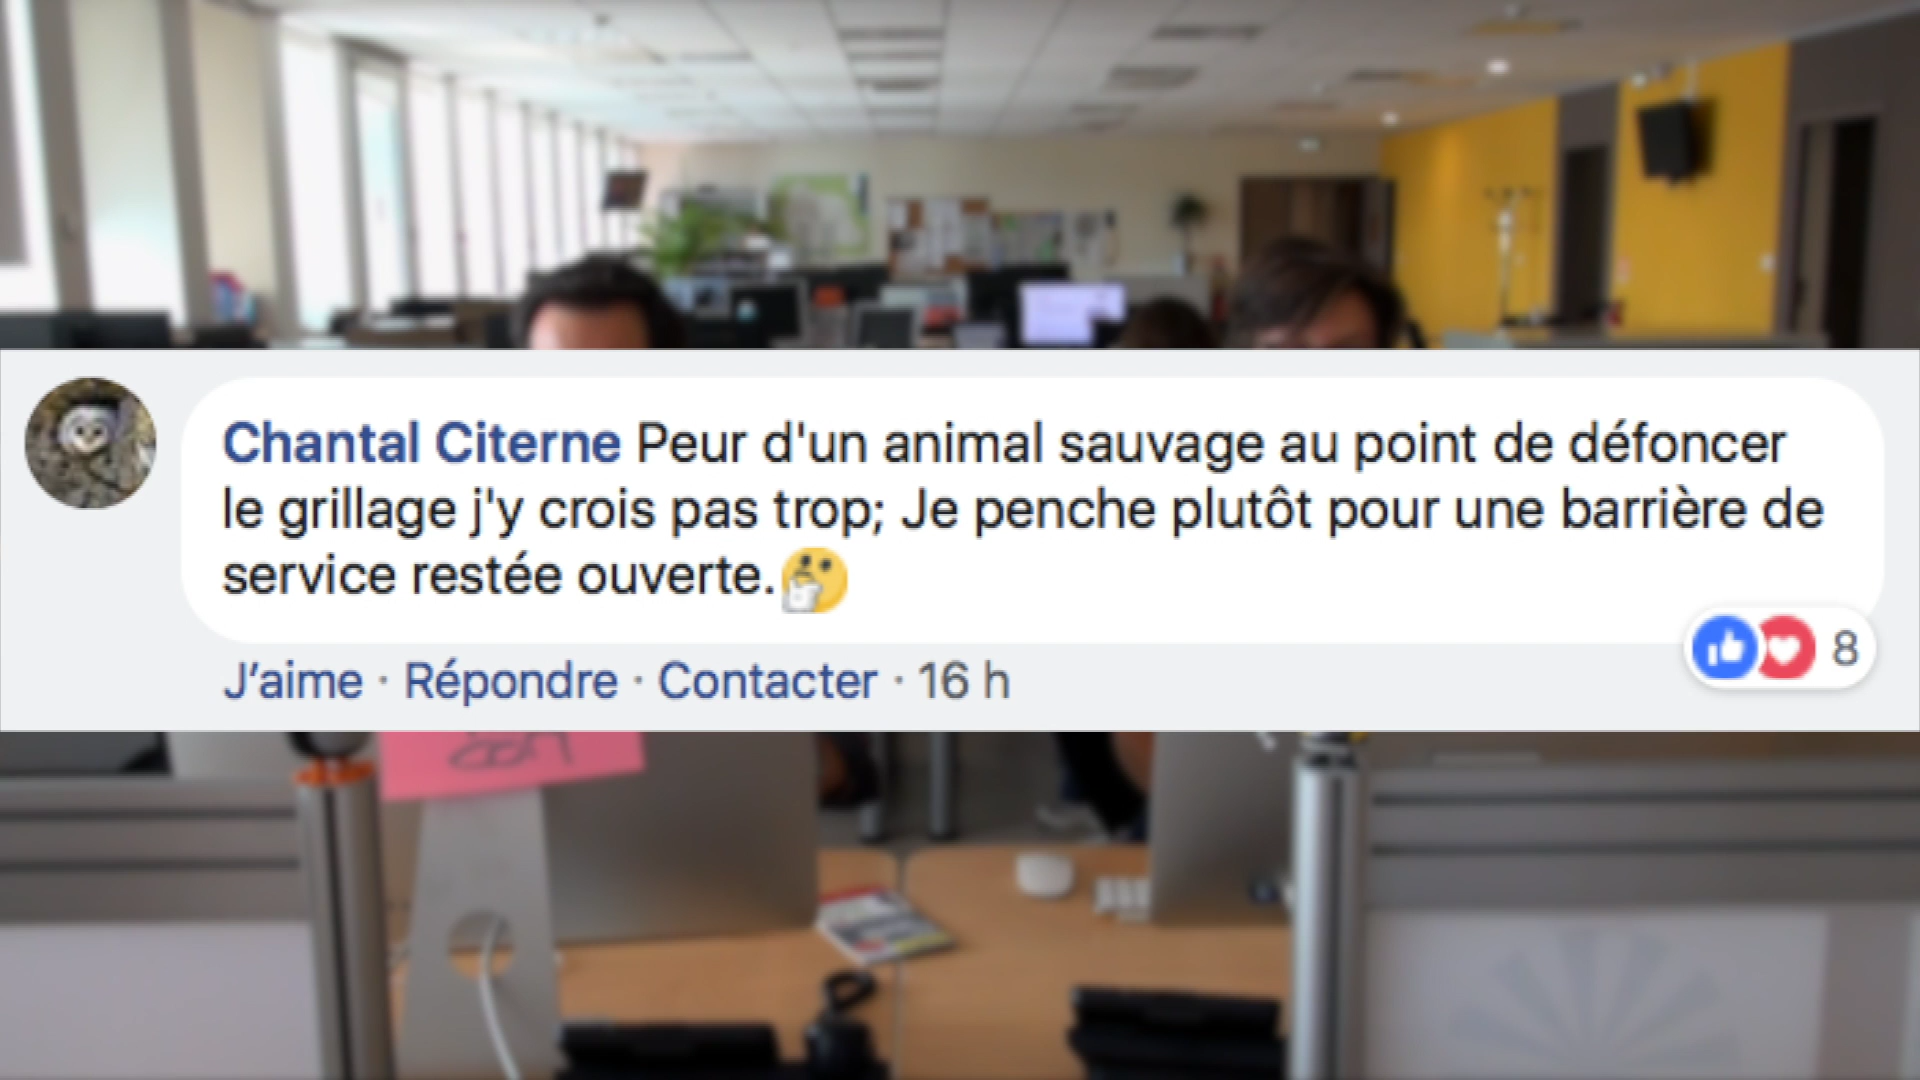 Chantal Citerne Peur d'un animal sauvage au point de défoncer
le grillage j'y crois pas trop; Je penche plutôt pour une barrière de
service restée ouverte.🤔
J'aime · Répondre · Contacter · 16 h
8